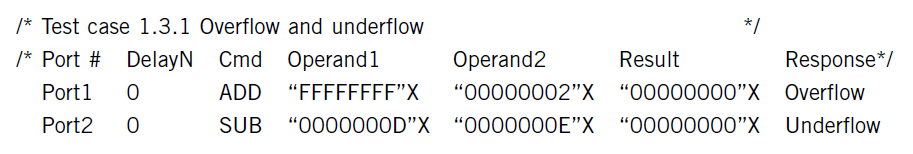 /* Test case 1.3.1 Overflow and underflow */
/* Port # DelayN Cmd Operand1 Operand2 Result Response*/
Port1 0 ADD “FFFFFFFF”X “00000002”X “00000000”X Overflow
Port2 0 SUB “0000000D”X “0000000E”X “00000000”X Underflow